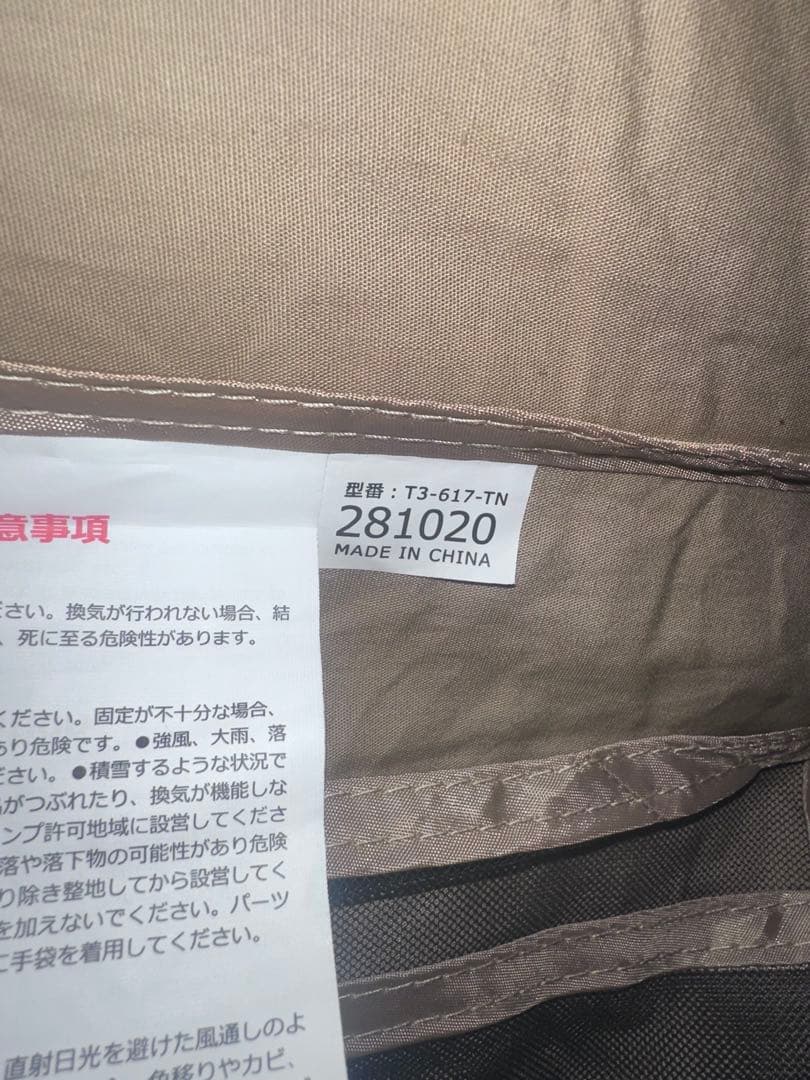 意事項
ださい。換気が行われない場合、結
、死に至る危険性があります。
ください。固定が不十分な場合、
あり危険です。●強風、大雨、落
ださい。●積雪するような状況で
品がつぶれたり、換気が機能しな
ンプ許可地域に設営してくださ
落や落下物の可能性があり危険
り除き整地してから設営してく
を加えないでください。パーツ
に手袋を着用してください。
直射日光を避けた風通しのよ
色移りやカビ、
型番：T3-617-TN
281020
MADE IN CHINA